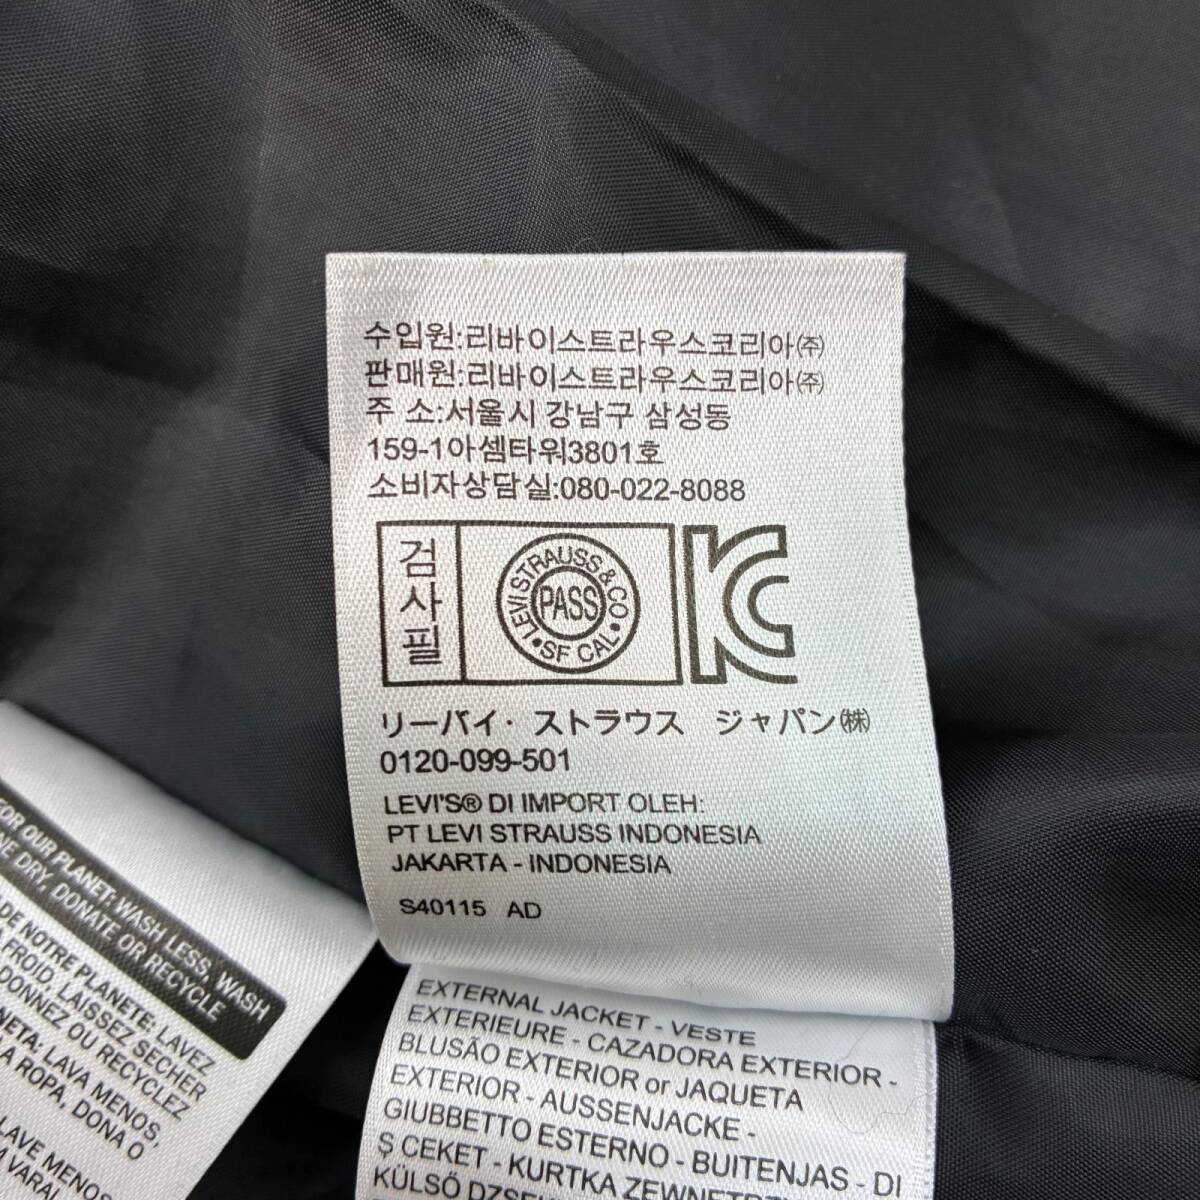 수입원:리바이스트라우스코리아㈜
판매원:리바이스트라우스코리아㈜
주 소:서울시 강남구 삼성동
159-1아셈타워3801호
소비자상담실:080-022-8088
검
사
필
LEVI STRAUSS & CO
PASS
• SF CAL •
リーバイ・ ストラウス ジャパン㈱
0120-099-501
LEVI'S® DI IMPORT OLEH:
PT LEVI STRAUSS INDONESIA
JAKARTA - INDONESIA
S40115 AD
EXTERNAL JACKET - VESTE
EXTERIEURE - CAZADORA EXTERIOR -
BLUSÃO EXTERIOR or JAQUETA
EXTERIOR - AUSSENJACKE -
GIUBBETTO ESTERNO - BUITENJAS - DI
Ş CEKET - KURTKA
KÜLSŐ
FOR OUR PLANET: WASH LESS, WASH
DRY, DONATE OR RECYCLE
NOTRE PLANETE: LAVEZ
FROID, LAISSEZ SECHER
DONNEZ OU RECYCLEZ
LAVA MENOS,
A ROPA, DONA O
LAVE MENOS
VARAL